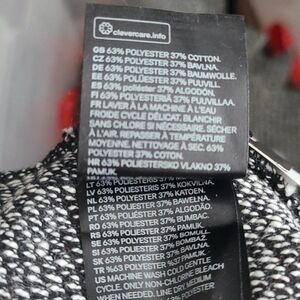 clevercare.info
GB 63% POLYESTER 37% COTTON.
CZ 63% POLYESTER 37% BAVLNA.
DE 63% POLYESTER 37% BAUMWOLLE.
EE 63% POLÜESTER 37% PUUVILL.
ES 63% poliéster 37% ALGODÓN.
FI 63% POLYESTERIÄ 37% PUUVILLAA.
FR LAVER À LA MACHINE À L'EAU
FROIDE CYCLE DÉLICAT. BLANCHIR
SANS CHLORE SI NÉCESSAIRE. SÉCHER
À L'AIR. REPASSER À TEMPÉRATURE
MOYENNE. NETTOYAGE À SEC.
63% POLYESTER 37% COTON.
HR 63% POLIESTERSKO VLAKNO 37%
PAMUK.
LT 63% POLIESTERIS 37%
LV 63% POLIESTERIS 37% KOKVILNA.
NL 63% POLYESTER 37% KATOEN.
PL 63% POLIESTER 37% BAWEŁNA.
PT 63% POLIÉSTER 37% ALGODÃO.
RO 63% POLIESTER 37% BUMBAC.
RS 63% POLIESTER 37% PAMUK.
SI 63% POLIESTER 37% BOMBAŽ.
SK 63% POLYESTER 37% BAVLNA.
TR %63 POLYESTER %37 PAMUK.
US MACHINE WASH COLD GENTLE
CYCLE. ONLY NON-CHLORINE BLEACH
WHEN NEEDED. LINE DRY. MEDIUM